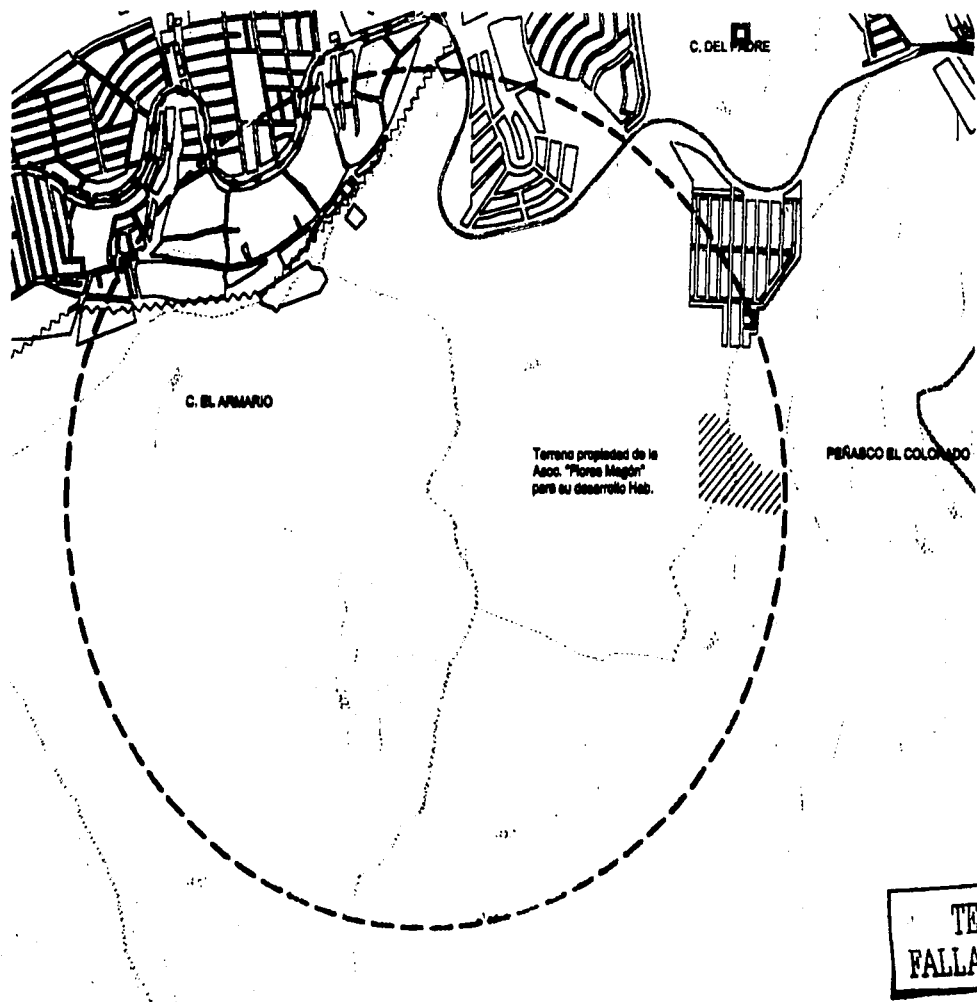 C. DEL PADRE
C. EL ARMARIO
Terreno propiedad de la
Asoc. "Flores Magón"
para su desarrollo Hab.
PEÑASCO EL COLORADO
TE
FALLA